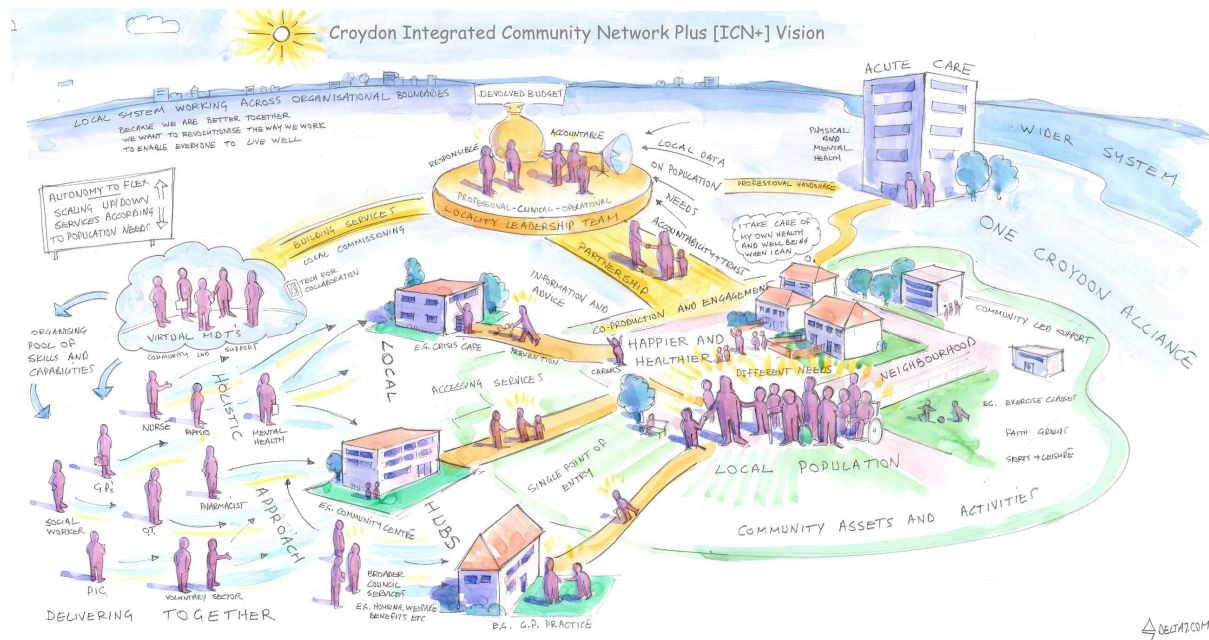 Croydon Integrated Community Network Plus [ICN+] Vision
LOCAL SYSTEM WORKING ACROSS ORGANISATIONAL BOUNDARIES
BECAUSE WE ARE BETTER TOGETHER
WE WANT TO REVOLUTIONISE THE WAY WE WORK
TO ENABLE EVERYONE TO LIVE WELL
DEVOLVED BUDGET
RESPONSIBLE
ACCOUNTABLE
PROFESSIONAL-CLINICAL-OPERATIONAL
LOCALITY LEADERSHIP TEAM
LOCAL DATA
ON POPULATION
NEEDS
ACUTE CARE
PHYSICAL
AND
MENTAL
HEALTH
PROFESSIONAL HANDSHAKE
WIDER SYSTEM
ONE CROYDON ALLIANCE
AUTONOMY TO FLEX
SCALING UP/DOWN
SERVICES ACCORDING
TO POPULATION NEEDS
BUILDING SERVICES
LOCAL COMMISSIONING
TECH FOR
COLLABORATION
PARTNERSHIP
ACCOUNTABILITY+TRUST
I TAKE CARE OF
MY OWN HEALTH
AND WELL BEING
WHEN I CAN
VIRTUAL MDT'S
COMMUNITY LED SUPPORT
ORGANISING
POOL OF
SKILLS AND
CAPABILITIES
INFORMATION AND
ADVICE
CO-PRODUCTION AND ENGAGEMENT
E.G. CRISIS CAFE
PREVENTION
CARERS
HAPPIER AND
HEALTHIER
DIFFERENT NEEDS
NEIGHBOURHOOD
COMMUNITY LED SUPPORT
EG. EXERCISE CLASSES
FAITH GROUPS
SPORTS + LEISURE
LOCAL
HUBS
ACCESSING SERVICES
SINGLE POINT OF
ENTRY
LOCAL POPULATION
COMMUNITY ASSETS AND ACTIVITIES
HOLISTIC
APPROACH
NURSE
PHYSIO
MENTAL
HEALTH
G.P.'S
PHARMACIST
SOCIAL
WORKER
O.T.
P.I.C.
VOLUNTARY SECTOR
E.G. COMMUNITY CENTRE
BROADER
COUNCIL
SERVICES
E.G. HOUSING, WELFARE
BENEFITS ETC
E.G. G.P. PRACTICE
DELIVERING TOGETHER
DELTA7.COM